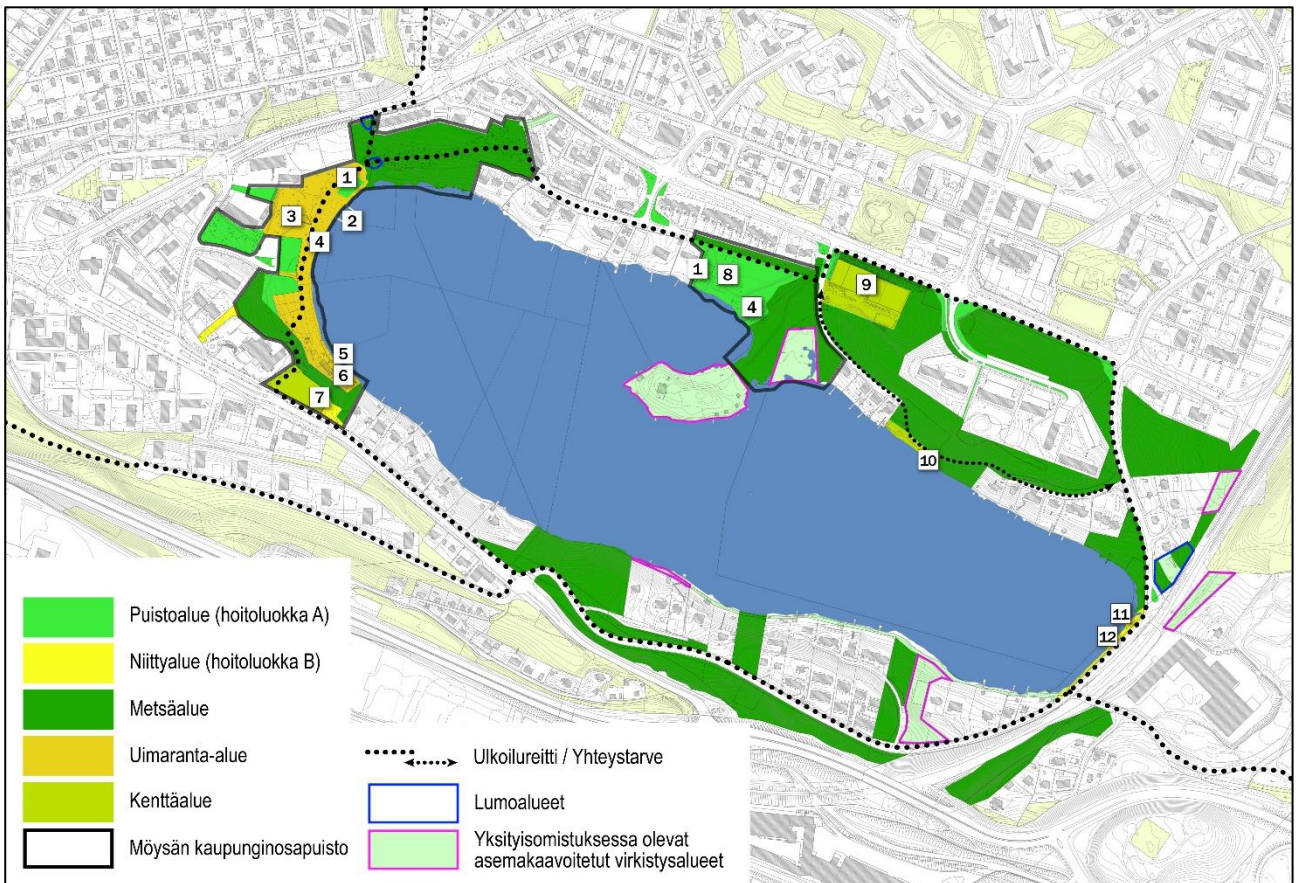 1
2
3
4
1
8
4
9
5
6
7
10
11
12
Puistoalue (hoitoluokka A)
Niittyalue (hoitoluokka B)
Metsäalue
Uimaranta-alue
Kenttäalue
Möysän kaupunginosapuisto
Ulkoilureitti / Yhteystarve
Lumoalueet
Yksityisomistuksessa olevat
asemakaavoitetut virkistysalueet